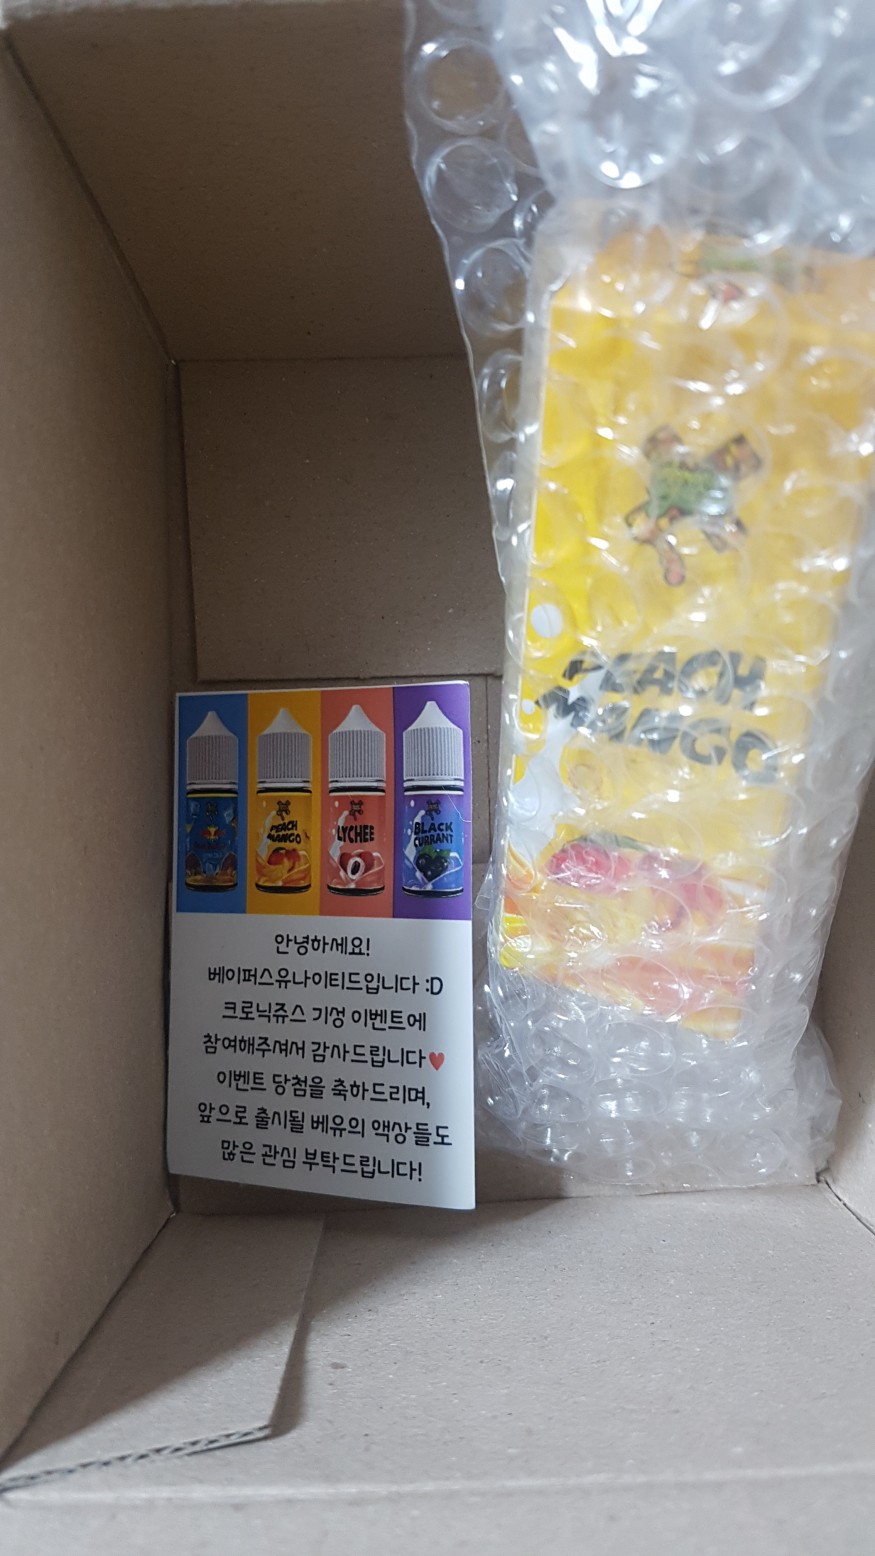 PEACH
MANGO
PEACH
MANGO
LYCHEE
BLACK
CURRANT
안녕하세요!
베이퍼스유나이티드입니다 :D
크로닉쥬스 기성 이벤트에
참여해주셔서 감사드립니다♥
이벤트 당첨을 축하드리며,
앞으로 출시될 베유의 액상들도
많은 관심 부탁드립니다!